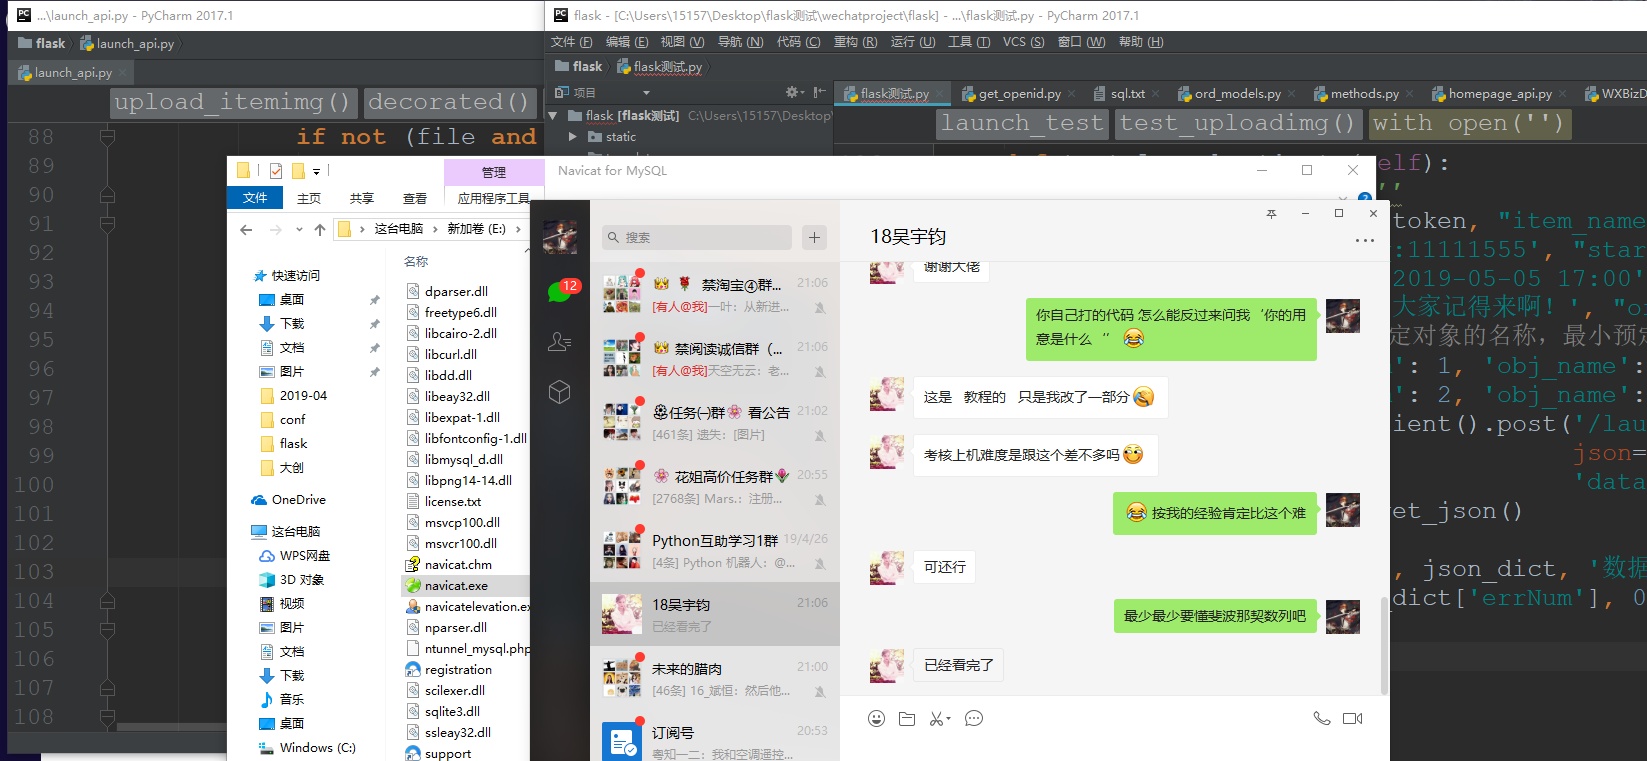 ...\launch_api.py - PyCharm 2017.1
flask
launch_api.py
launch_api.py
upload_itemimg()
decorated()
88
if not (file and
89
90
91
92
93
94
95
96
97
98
99
100
101
102
103
104
105
106
107
108
flask - [C:\Users\15157\Desktop\flask测试\wechatproject\flask] - ...\flask测试.py - PyCharm 2017.1
文件 (F) 编辑 (E) 视图 (V) 导航 (N) 代码 (C) 重构 (R) 运行 (U) 工具 (T) VCS (S) 窗口 (W) 帮助 (H)
flask
flask测试.py
项目
flask [flask测试] C:\Users\15157\Desktop\
static
flask测试.py
get_openid.py
sql.txt
ord_models.py
methods.py
homepage_api.py
WXBizD
launch_test
test_uploadimg()
with open('')
elf):
''
token, "item_name
:11111555', "star
2019-05-05 17:00'
大家记得来啊！', "o
定对象的名称，最小预定
': 1, 'obj_name':
': 2, 'obj_name':
ient().post('/lau
json=
'data
et_json()
, json_dict, '数据
dict['errNum'], 0
管理
文件
主页
共享
查看
应用程序工具
这台电脑
新加卷 (E:)
名称
快速访问
桌面
下载
文档
图片
2019-04
conf
flask
大创
OneDrive
这台电脑
WPS网盘
3D 对象
视频
图片
文档
下载
音乐
桌面
Windows (C:)
dparser.dll
freetype6.dll
libcairo-2.dll
libcurl.dll
libdd.dll
libeay32.dll
libexpat-1.dll
libfontconfig-1.dll
libmysql_d.dll
libpng14-14.dll
license.txt
msvcp100.dll
msvcr100.dll
navicat.chm
navicat.exe
navicatelevation.ex
nparser.dll
ntunnel_mysql.php
registration
scilexer.dll
sqlite3.dll
ssleay32.dll
support
Navicat for MySQL
12
搜索
禁淘宝④群... 21:06
[有人@我]一叶：从新进...
禁阅读诚信群（... 21:06
[有人@我]天空无云：老...
任务㈠群 看公告 21:02
[461条] 遗失：[图片]
花姐高价任务群 20:55
[2768条] Mars.：注册...
Python互助学习1群 19/4/26
[4条] Python 机器人：@...
18吴宇钧 21:06
已经看完了
未来的腊肉 21:00
[46条] 16_斌恒：然后他...
订阅号 20:53
粤知一二：我和空调遥控...
18吴宇钧
谢谢大佬
你自己打的代码 怎么能反过来问我‘你的用
意是什么 “
这是 教程的 只是我改了一部分
考核上机难度是跟这个差不多吗
按我的经验肯定比这个难
可还行
最少最少要懂斐波那契数列吧
已经看完了